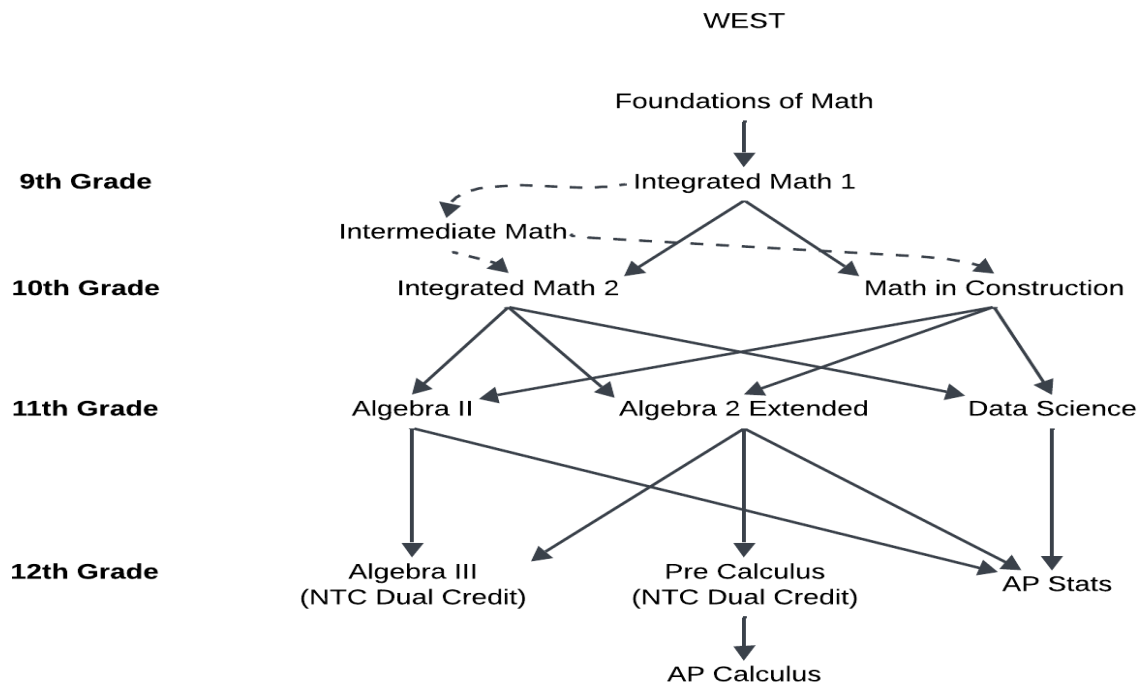 WEST
Foundations of Math
9th Grade
Integrated Math 1
Intermediate Math
10th Grade
Integrated Math 2
Math in Construction
11th Grade
Algebra II
Algebra 2 Extended
Data Science
12th Grade
Algebra III
(NTC Dual Credit)
Pre Calculus
(NTC Dual Credit)
AP Stats
AP Calculus